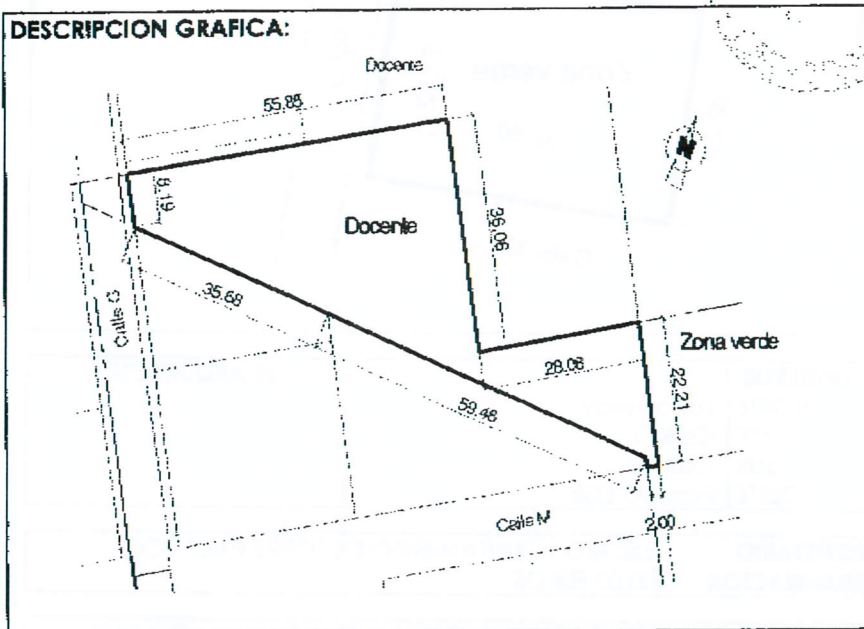 DESCRIPCION GRAFICA:
Docente
55.85
8.19
N
36.06
Docente
35.68
Calle G
Zona verde
28.06
22.21
59.48
Calle M
2.00